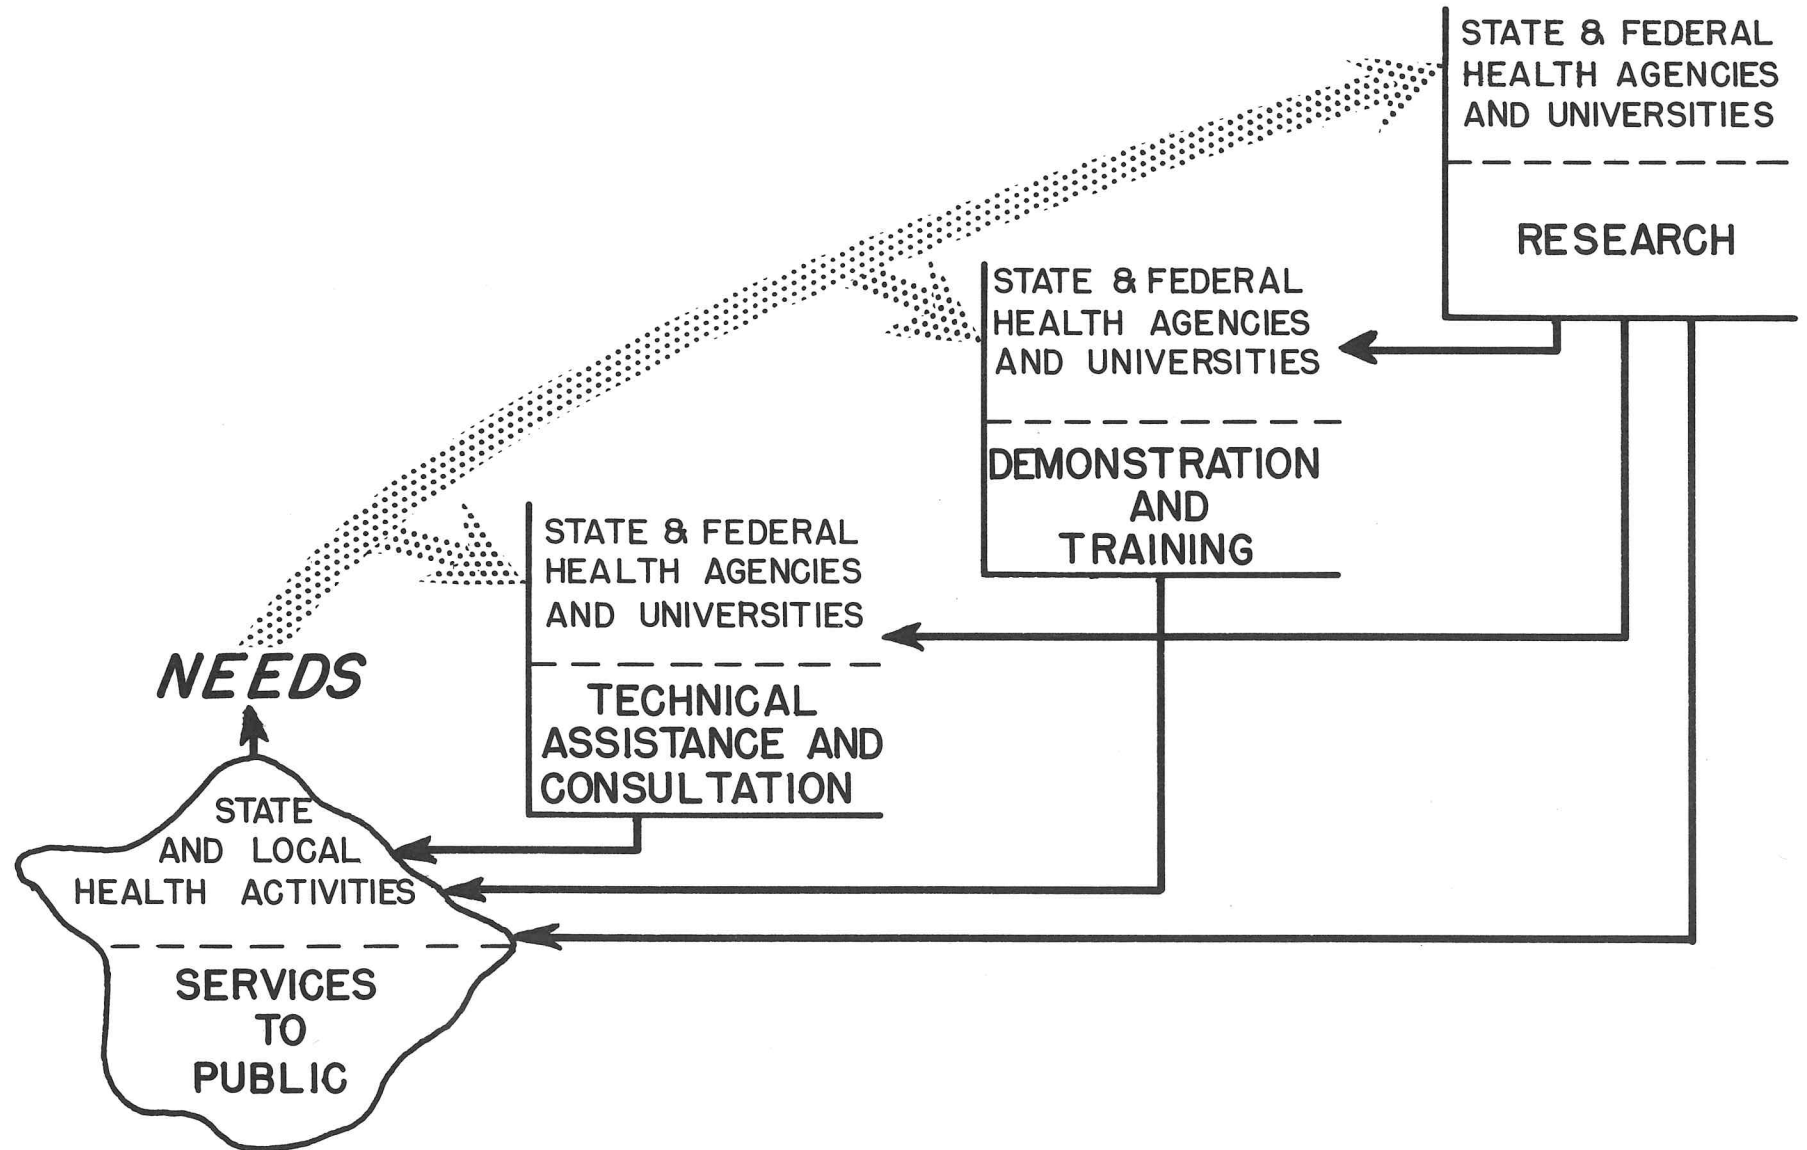 STATE & FEDERAL
HEALTH AGENCIES
AND UNIVERSITIES
RESEARCH
STATE & FEDERAL
HEALTH AGENCIES
AND UNIVERSITIES
DEMONSTRATION
AND
TRAINING
STATE & FEDERAL
HEALTH AGENCIES
AND UNIVERSITIES
TECHNICAL
ASSISTANCE AND
CONSULTATION
NEEDS
STATE
AND LOCAL
HEALTH ACTIVITIES
SERVICES
TO
PUBLIC